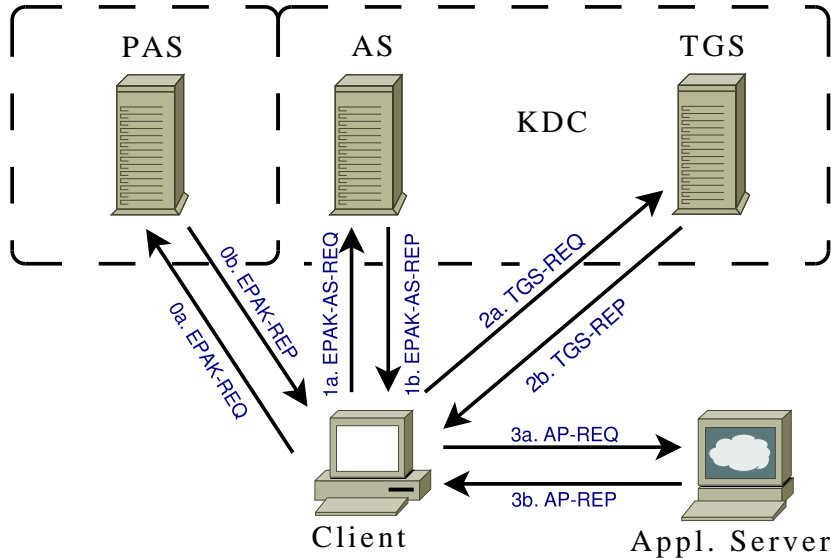 PAS
AS
TGS
KDC
0a. EPAK-REQ
0b. EPAK-REP
1a. EPAK-AS-REQ
1b. EPAK-AS-REP
2a. TGS-REQ
2b. TGS-REP
3a. AP-REQ
3b. AP-REP
Client
Appl. Server